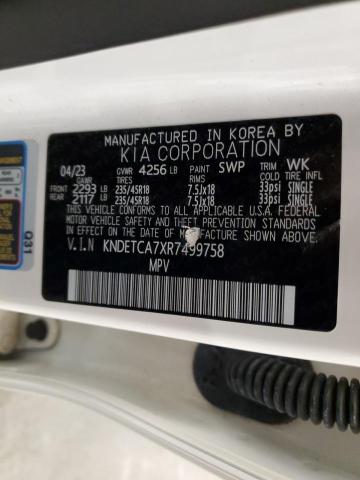 MANUFACTURED IN KOREA BY
KIA CORPORATION
04/23 GVWR 4256 LB PAINT SWP TRIM WK
GAWR TIRES RIMS COLD TIRE INFL
FRONT 2293 LB 235/45R18 7.5Jx18 33psi SINGLE
REAR 2117 LB 235/45R18 7.5Jx18 33psi SINGLE
THIS VEHICLE CONFORMS TO ALL APPLICABLE FEDERAL
MOTOR VEHICLE SAFETY AND THEFT PREVENTION STANDARDS
IN EFFECT ON THE DATE OF MANUFACTURE SHOWN ABOVE.
V.I.N KNDETCA7XR7499758
MPV
Q31